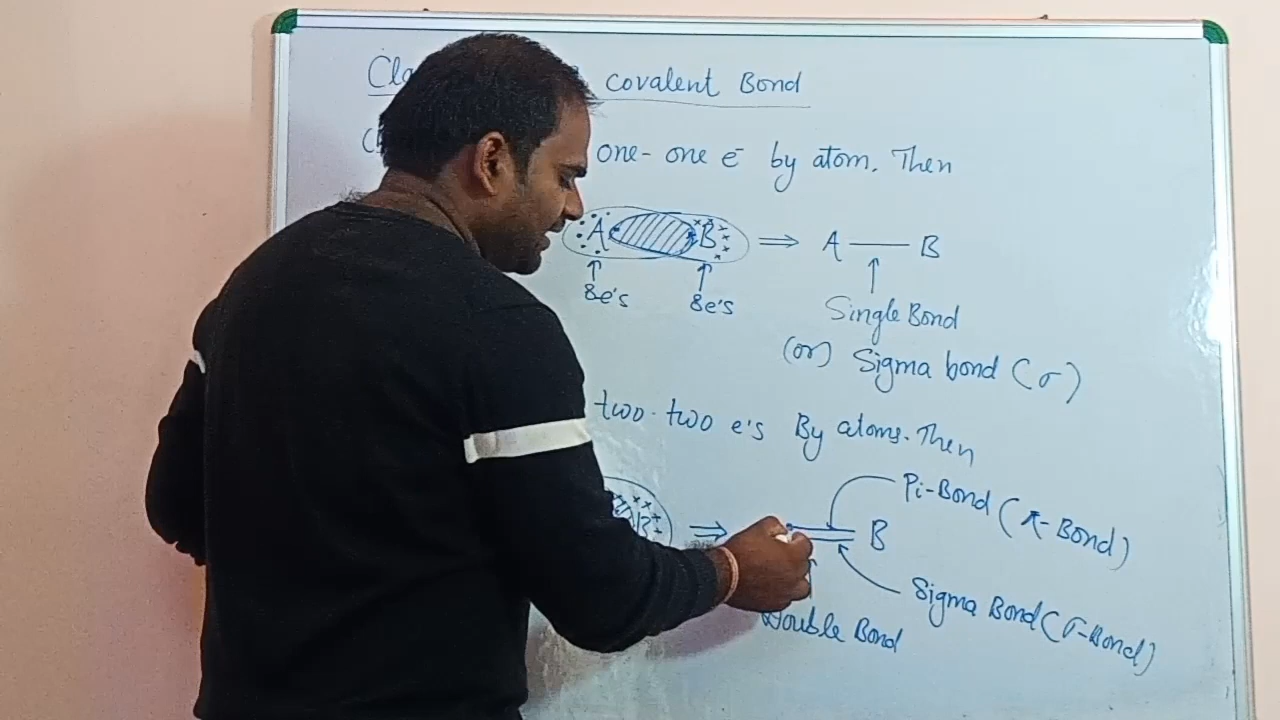 covalent Bond
one-one e⁻ by atom. Then
A B ⇒ A — B
8e's 8e's
Single Bond
(or) Sigma bond (σ)
two-two e's By atoms. Then
Pi-Bond (π-Bond)
B ⇒ B
Sigma Bond (σ-Bond)
Double Bond